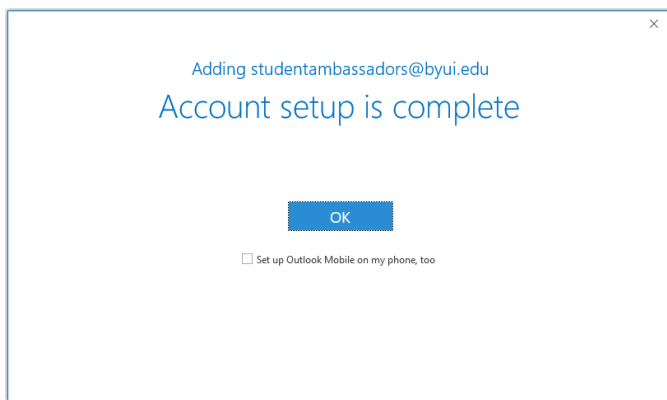 Adding studentambassadors@byui.edu
Account setup is complete
OK
Set up Outlook Mobile on my phone, too